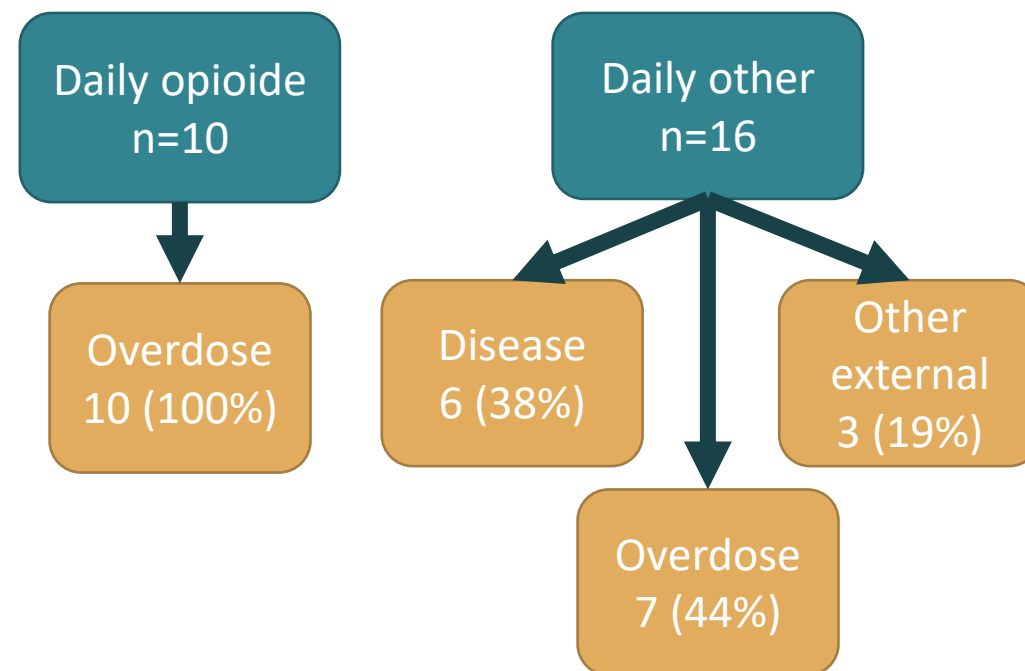 Daily opioide
n=10
Daily other
n=16
Overdose
10 (100%)
Disease
6 (38%)
Other
external
3 (19%)
Overdose
7 (44%)